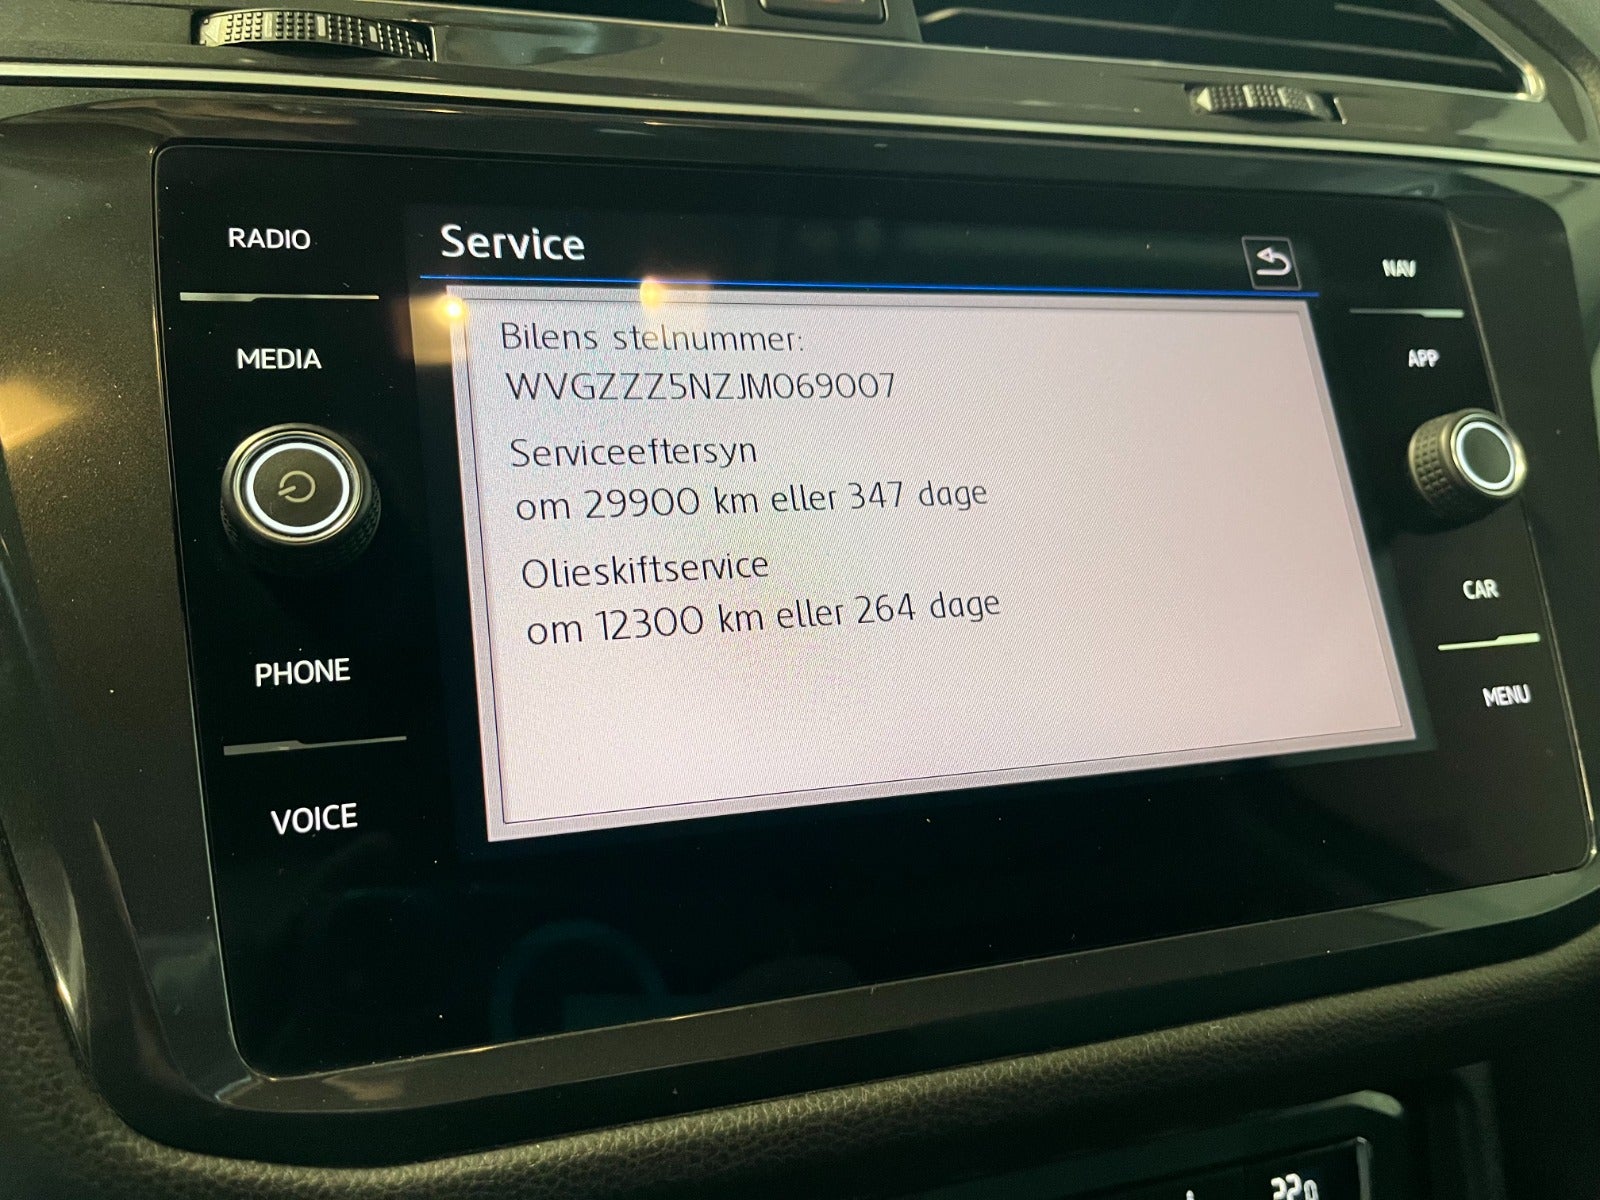 RADIO
MEDIA
PHONE
VOICE
Service
Bilens stelnummer:
WVGZZZ5NZJM069007
Serviceeftersyn
om 29900 km eller 347 dage
Olieskiftservice
om 12300 km eller 264 dage
NAV
APP
CAR
MENU